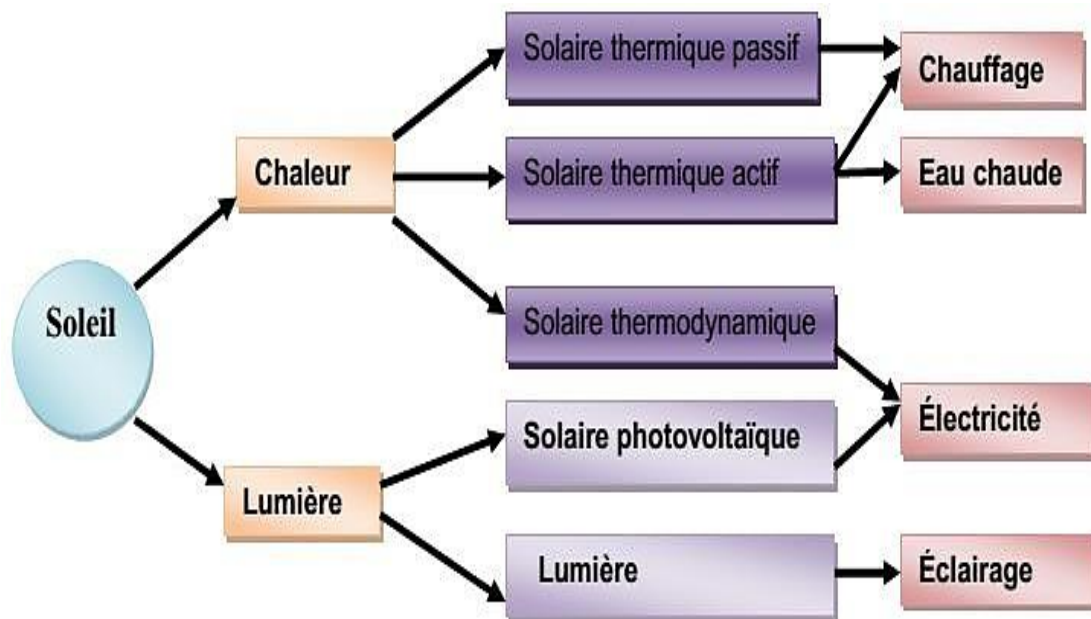 Solaire thermique passif
Chauffage
Chaleur
Solaire thermique actif
Eau chaude
Soleil
Solaire thermodynamique
Électricité
Solaire photovoltaïque
Lumière
Lumière
Éclairage